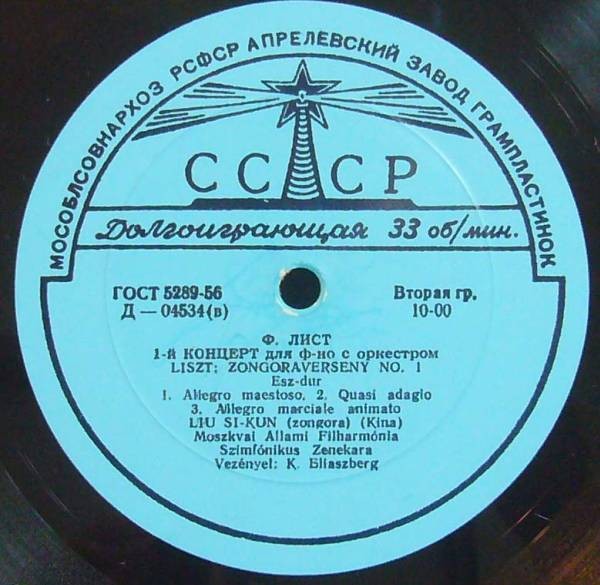 МОСОБЛСОВНАРХОЗ РСФСР АПРЕЛЕВСКИЙ ЗАВОД ГРАМПЛАСТИНОК
СССР
Долгоиграющая 33 об/мин.
ГОСТ 5289-56 Вторая гр.
Д — 04534(в) 10-00
Ф. ЛИСТ
1-й КОНЦЕРТ для ф-но с оркестром
LISZT: ZONGORAVERSENY NO. 1
Esz-dur
1. Allegro maestoso. 2. Quasi adagio
3. Allegro marciale animato
LIU SI-KUN (zongora) (Kina)
Moszkvai Allami Filharmónia
Szimfónikus Zenekara
Vezényel: K. Eliaszberg